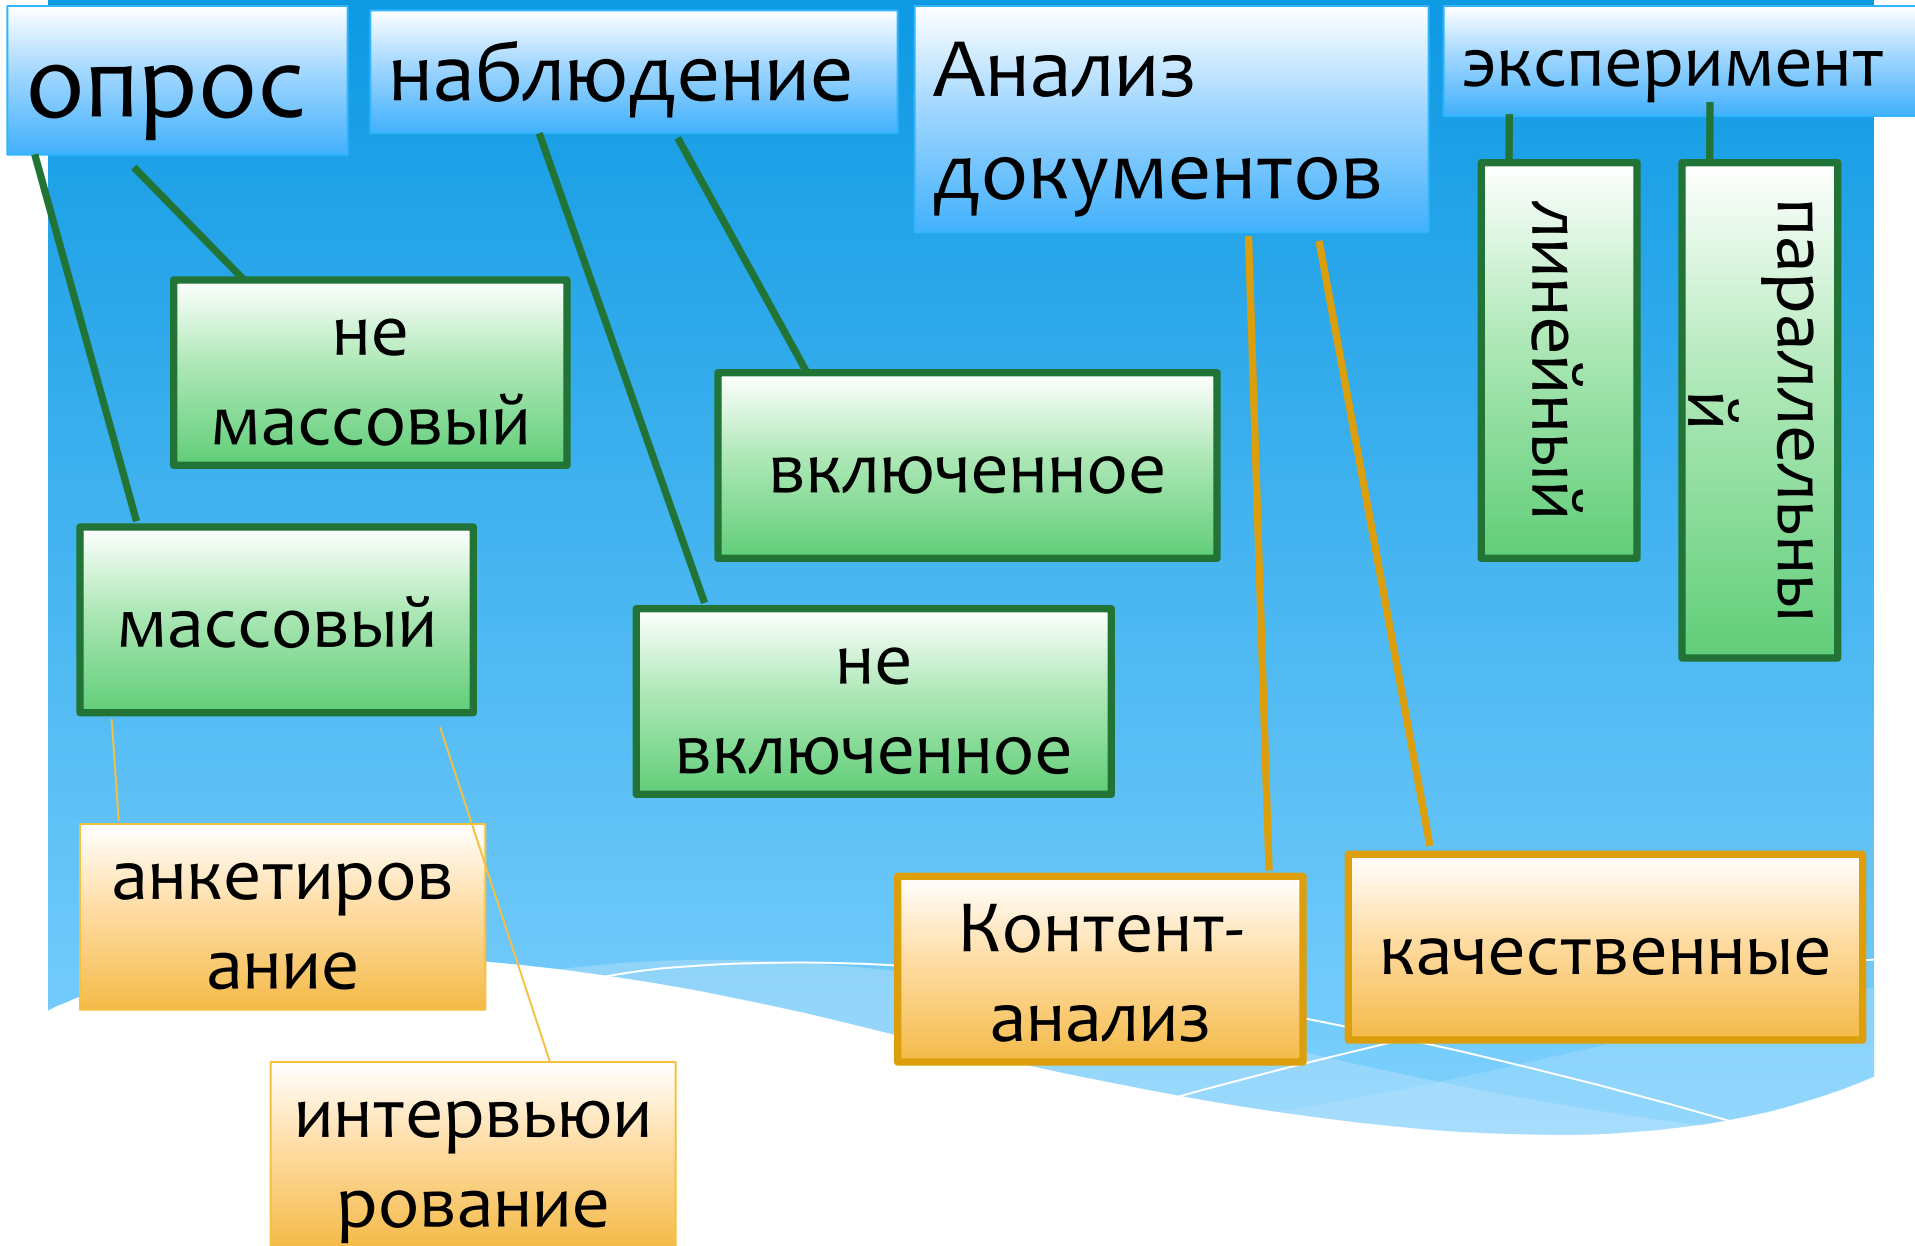 опрос
наблюдение
Анализ
документов
эксперимент
не
массовый
массовый
анкетиров
ание
интервьюи
рование
включенное
не
включенное
Контент-
анализ
качественные
линейный
параллельны
й